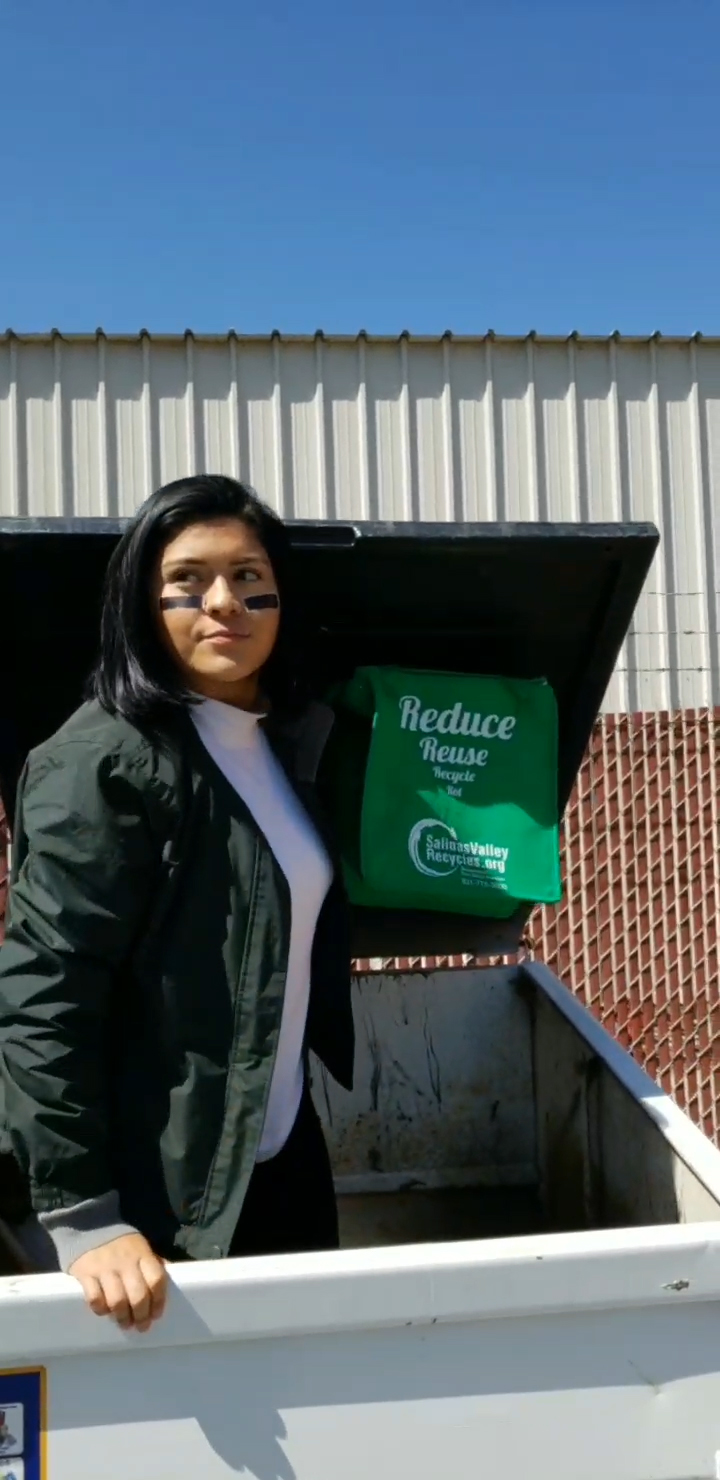 Reduce
Reuse
Recycle
Rot
SalinasValley
Recycles.org